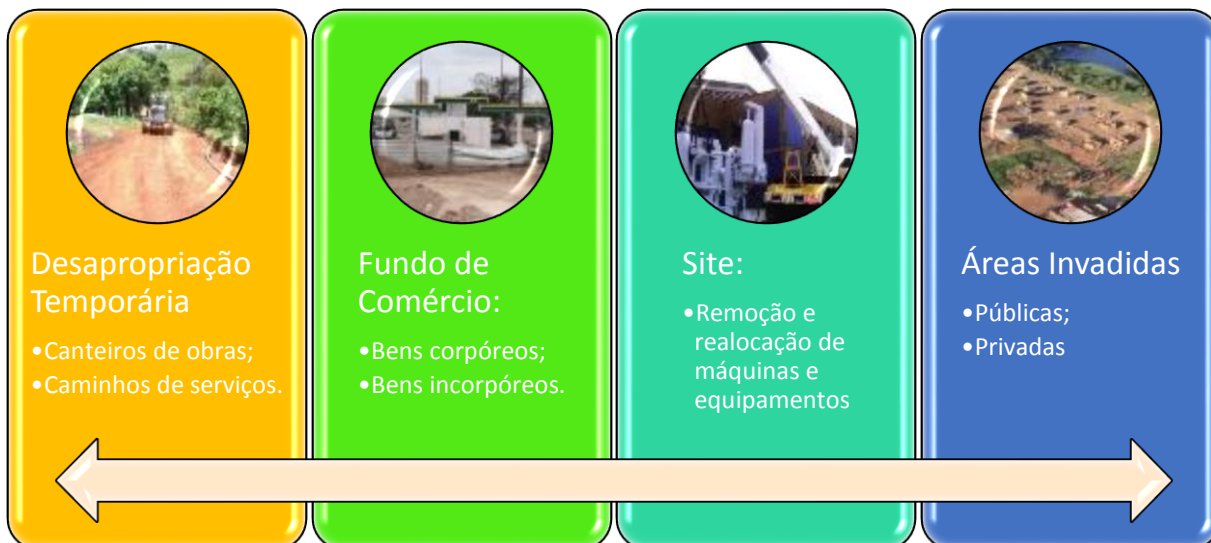 Desapropriação
Temporária
•Canteiros de obras;
•Caminhos de serviços.
Fundo de
Comércio:
•Bens corpóreos;
•Bens incorpóreos.
Site:
•Remoção e
realocação de
máquinas e
equipamentos
Áreas Invadidas
•Públicas;
•Privadas